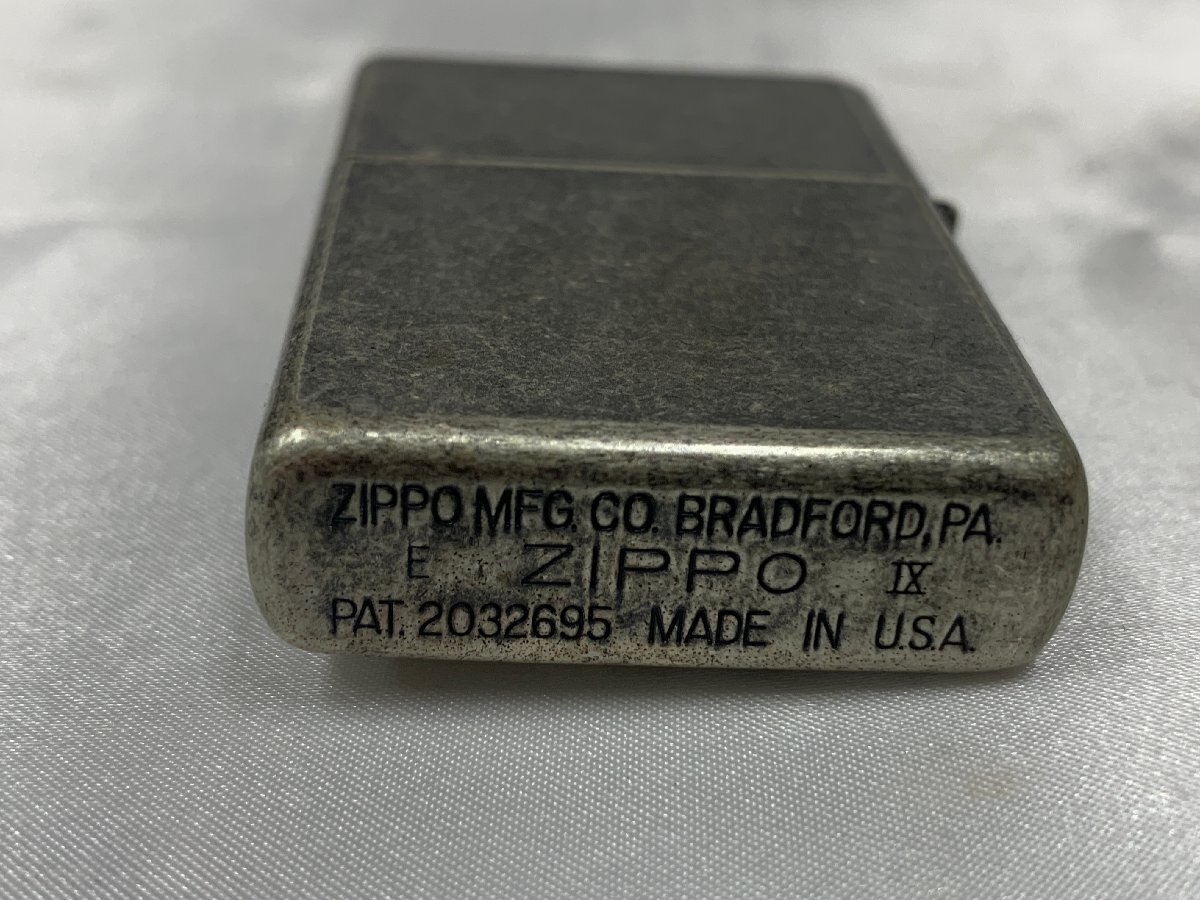 ZIPPO MFG. CO. BRADFORD, PA.
E ZIPPO IX
PAT. 2032695 MADE IN U.S.A.